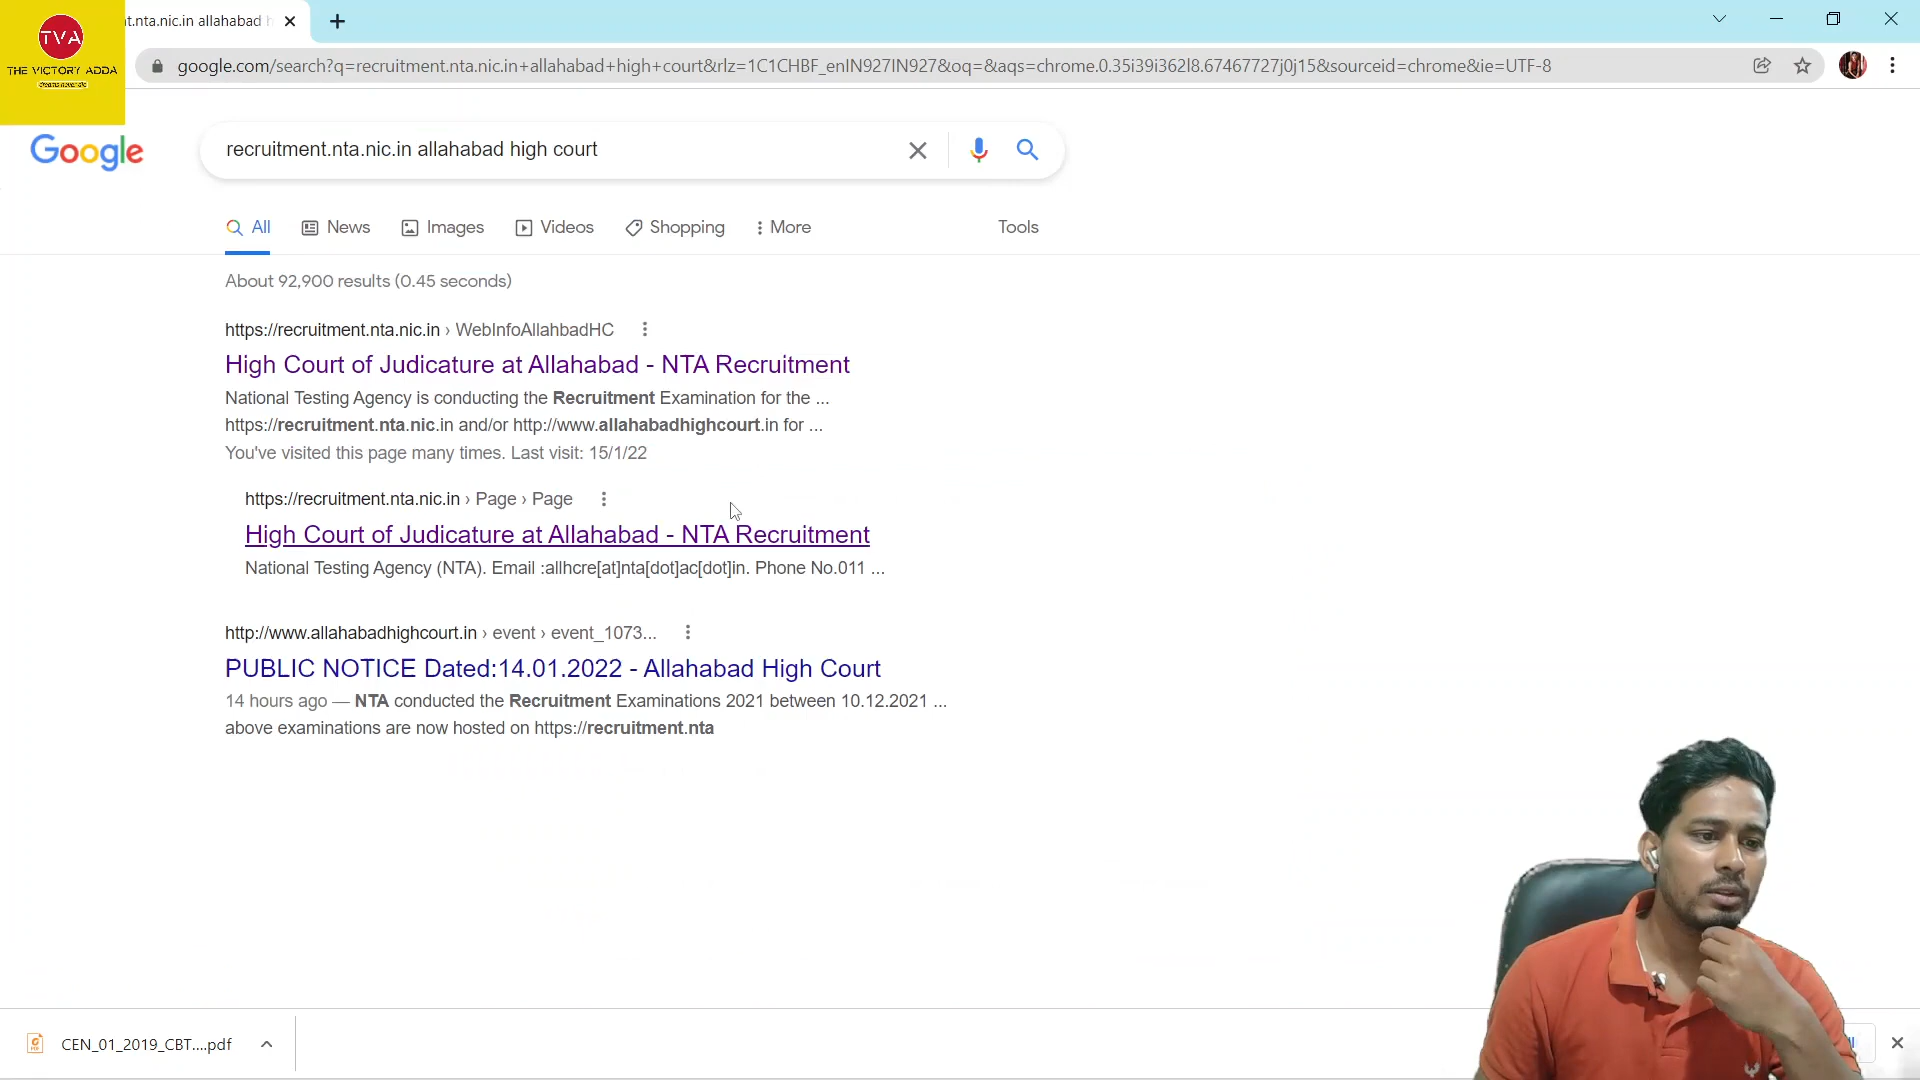 t.nta.nic.in allahabad h
TVA
THE VICTORY ADDA
dreams never die
google.com/search?q=recruitment.nta.nic.in+allahabad+high+court&rlz=1C1CHBF_enIN927IN927&oq=&aqs=chrome.0.35i39i362l8.67467727j0j15&sourceid=chrome&ie=UTF-8
Google
recruitment.nta.nic.in allahabad high court
All News Images Videos Shopping More Tools
About 92,900 results (0.45 seconds)
https://recruitment.nta.nic.in › WebInfoAllahbadHC
High Court of Judicature at Allahabad - NTA Recruitment
National Testing Agency is conducting the Recruitment Examination for the ...
https://recruitment.nta.nic.in and/or http://www.allahabadhighcourt.in for ...
You've visited this page many times. Last visit: 15/1/22
https://recruitment.nta.nic.in › Page › Page
High Court of Judicature at Allahabad - NTA Recruitment
National Testing Agency (NTA). Email :allhcre[at]nta[dot]ac[dot]in. Phone No.011 ...
http://www.allahabadhighcourt.in › event › event_1073...
PUBLIC NOTICE Dated:14.01.2022 - Allahabad High Court
14 hours ago — NTA conducted the Recruitment Examinations 2021 between 10.12.2021 ...
above examinations are now hosted on https://recruitment.nta
CEN_01_2019_CBT....pdf